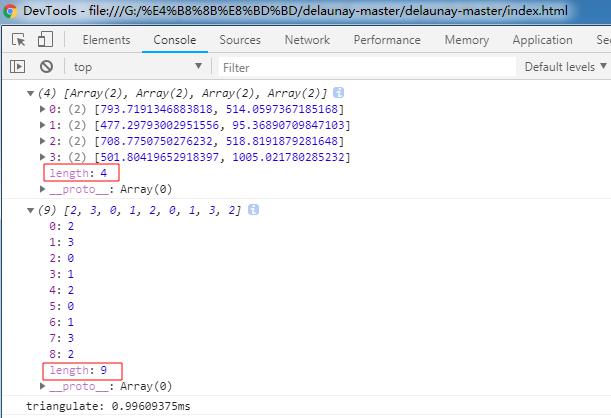 DevTools - file:///G:/%E4%B8%8B%E8%BD%BD/delaunay-master/delaunay-master/index.html
Elements Console Sources Network Performance Memory Application Se
top Filter Default levels
(4) [Array(2), Array(2), Array(2), Array(2)]
0: (2) [793.7191346883818, 514.0597367185168]
1: (2) [477.29793002951556, 95.36890709847103]
2: (2) [708.7750750276232, 518.8191879281648]
3: (2) [501.80419652918397, 1005.021780285232]
length: 4
__proto__: Array(0)
(9) [2, 3, 0, 1, 2, 0, 1, 3, 2]
0: 2
1: 3
2: 0
3: 1
4: 2
5: 0
6: 1
7: 3
8: 2
length: 9
__proto__: Array(0)
triangulate: 0.99609375ms